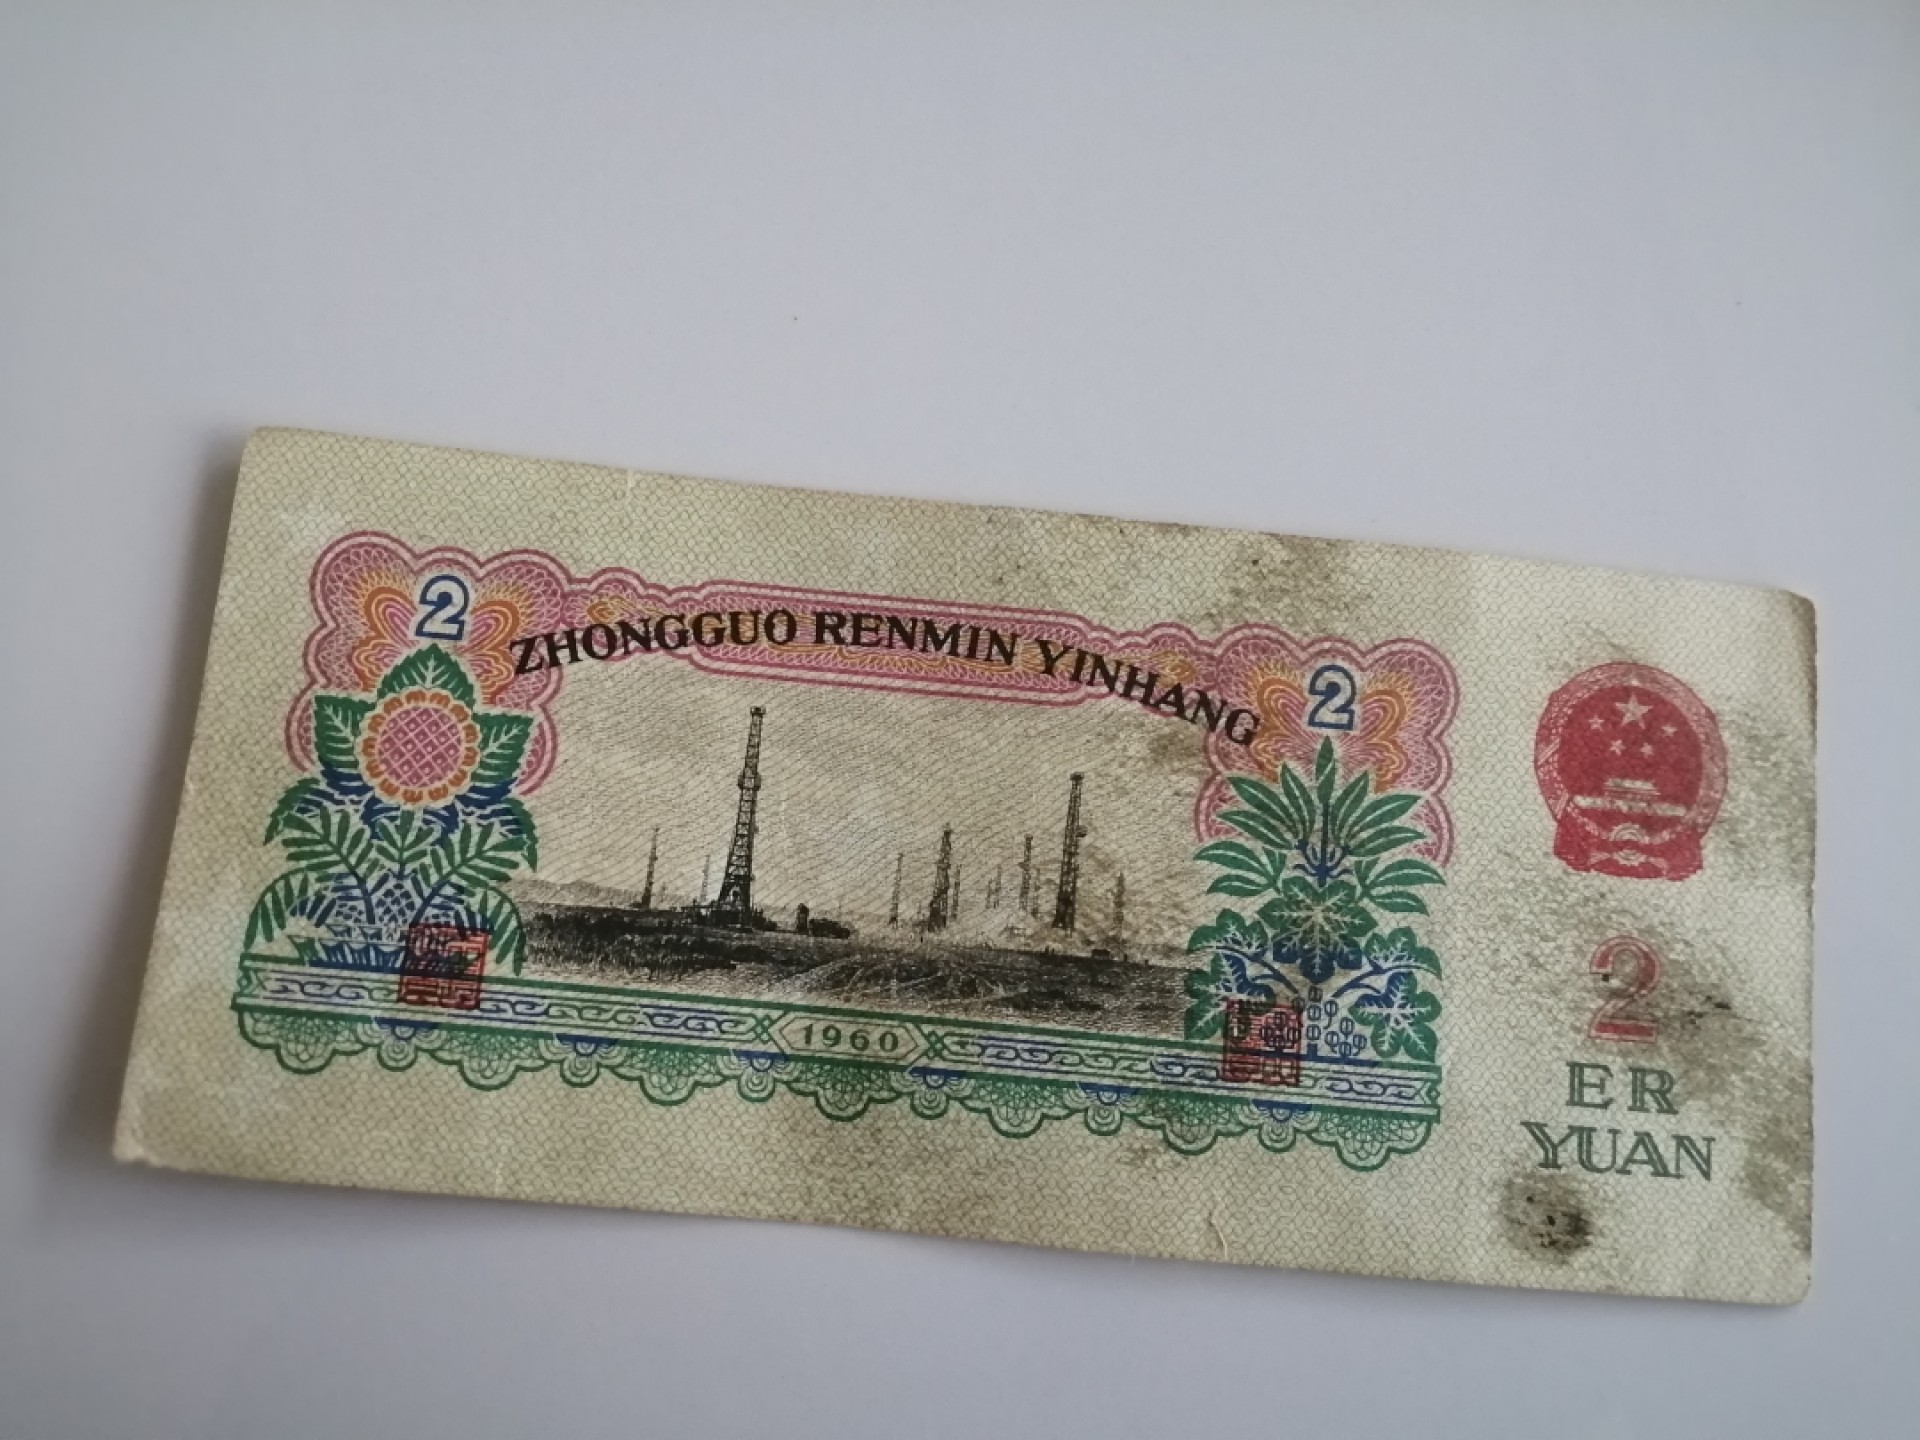 2
ZHONGGUO RENMIN YINHANG
2
1960
2
ER
YUAN